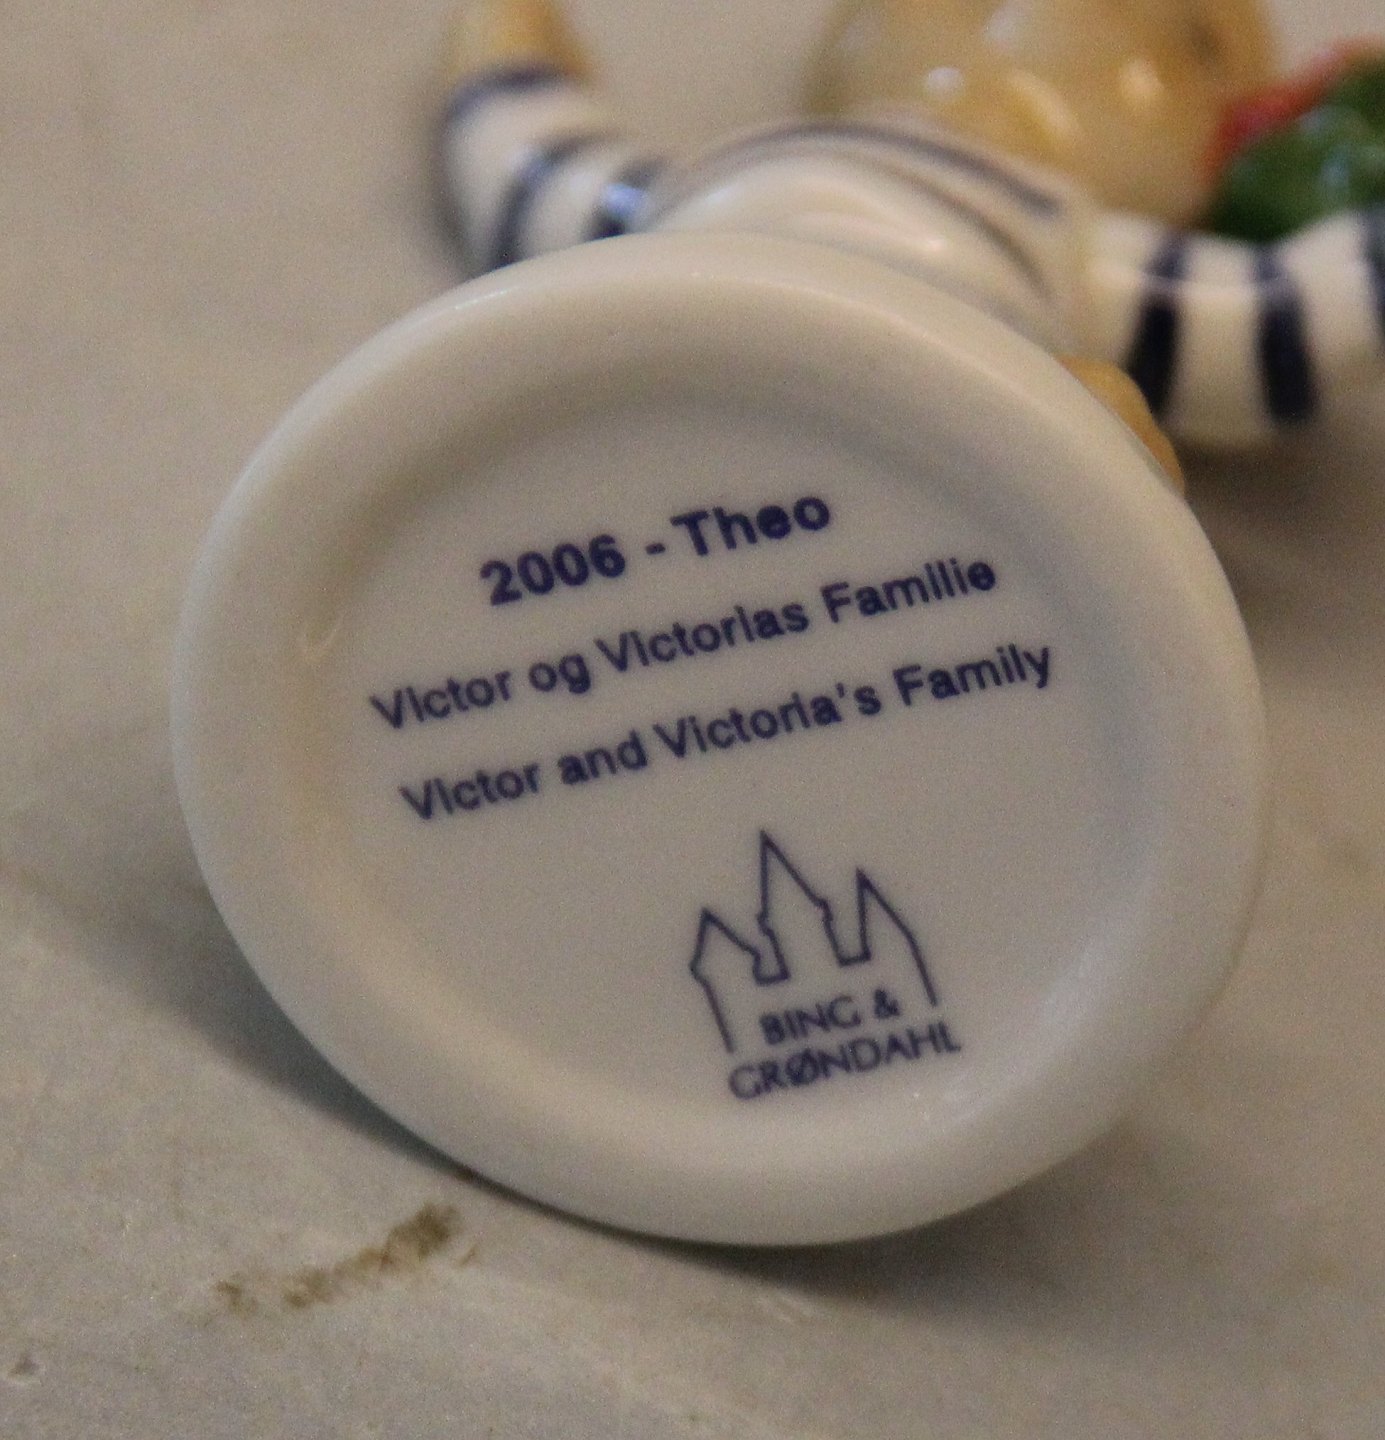 2006 - Theo
Victor og Victorias Familie
Victor and Victoria's Family
BING &
GRØNDAHL